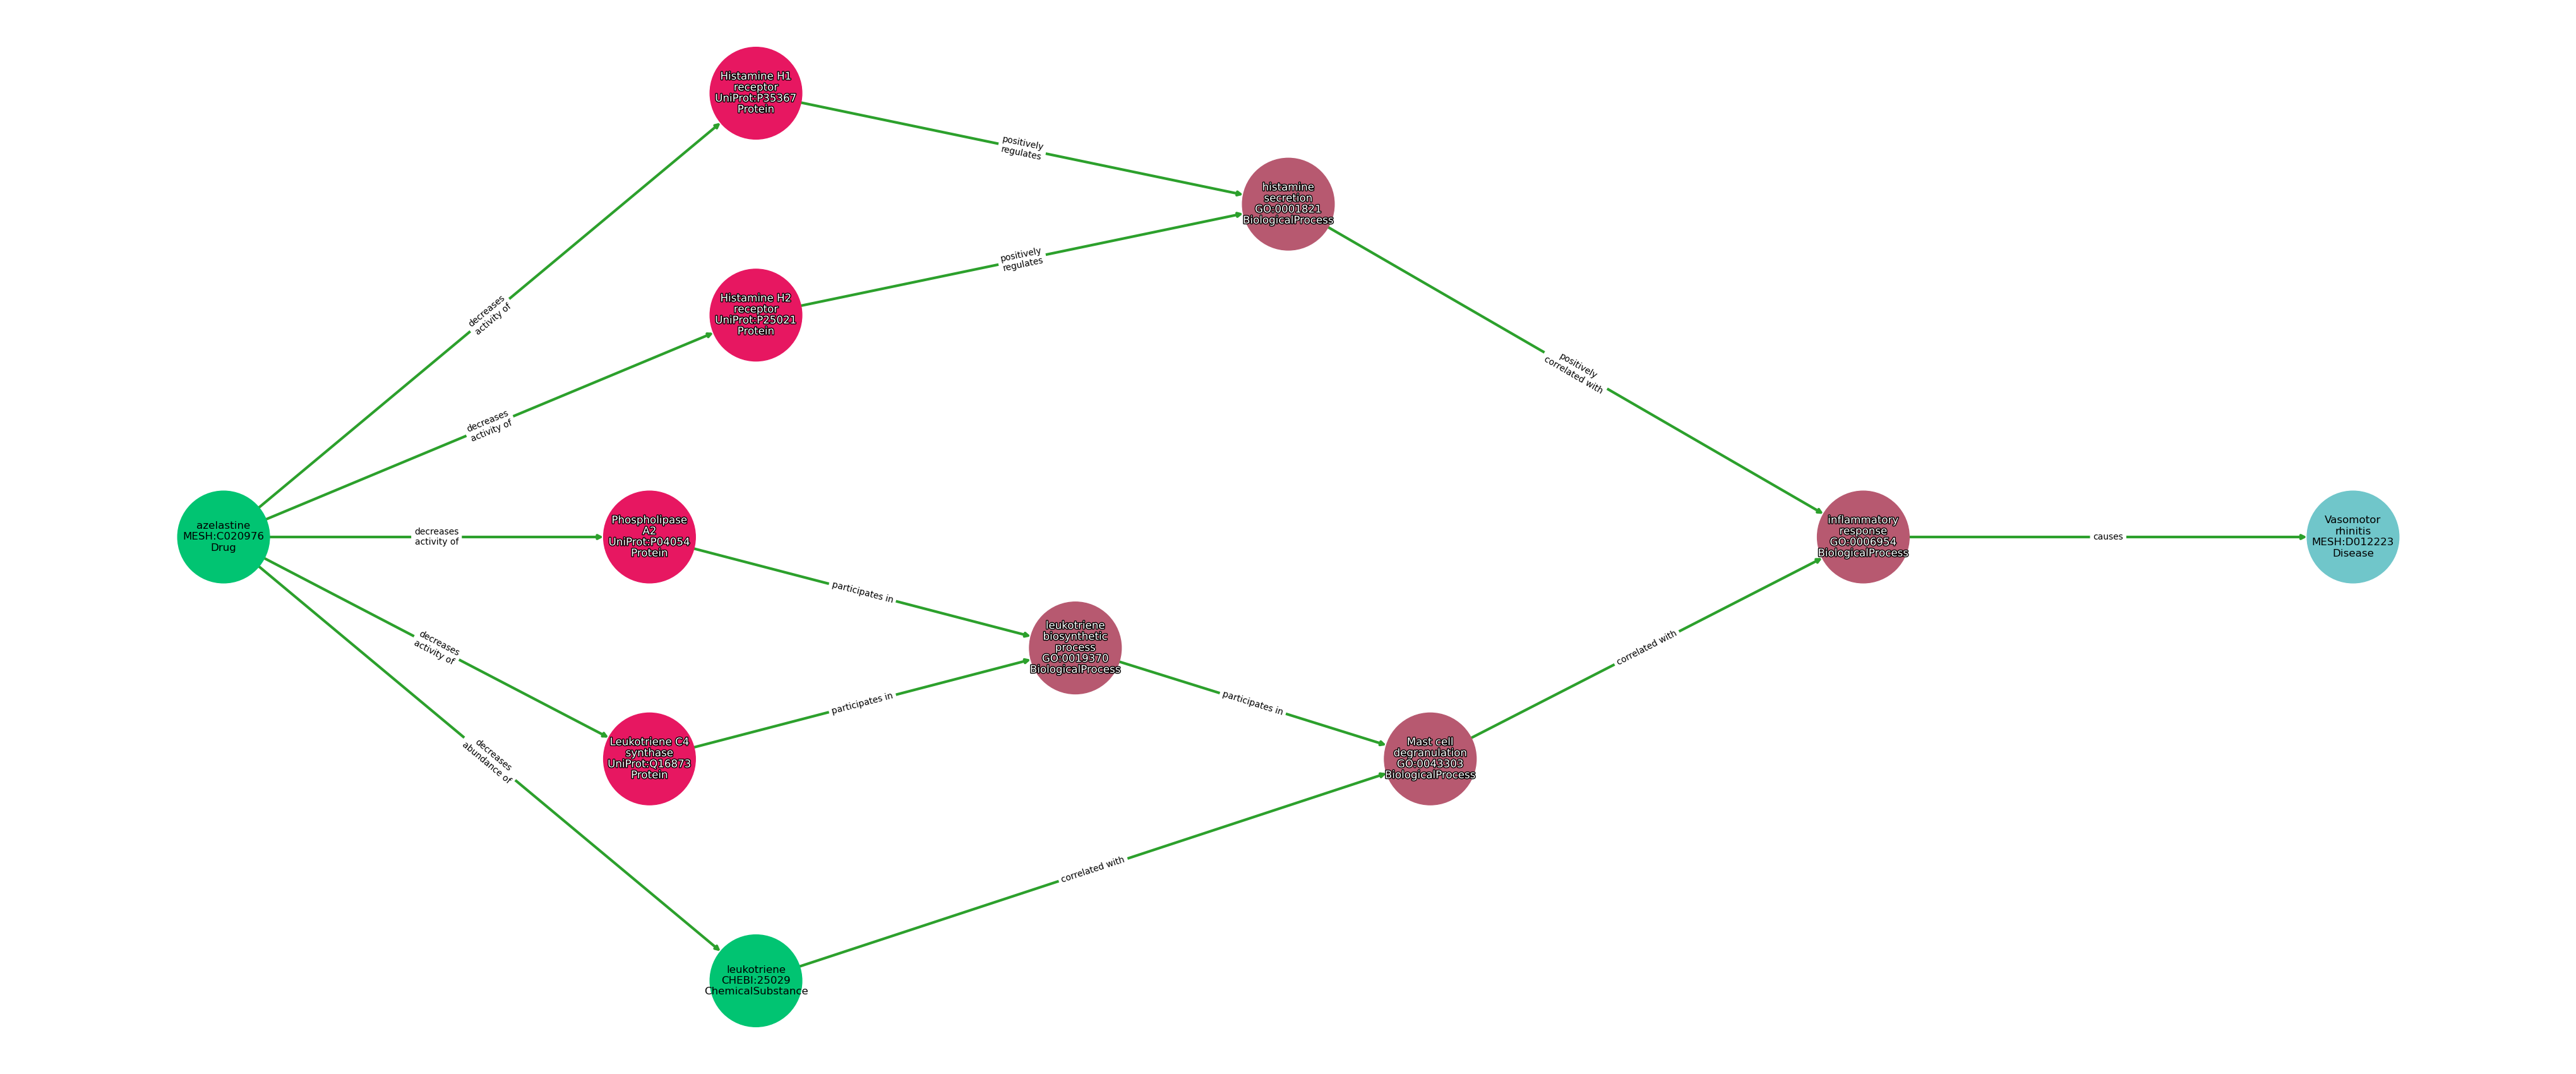 Histamine H1
receptor
UniProt:P35367
Protein
positively
regulates
histamine
secretion
GO:0001821
BiologicalProcess
decreases
activity of
Histamine H2
receptor
UniProt:P25021
Protein
positively
regulates
positively
correlated with
decreases
activity of
azelastine
MESH:C020976
Drug
decreases
activity of
Phospholipase
A2
UniProt:P04054
Protein
inflammatory
response
GO:0006954
BiologicalProcess
causes
Vasomotor
rhinitis
MESH:D012223
Disease
participates in
decreases
activity of
leukotriene
biosynthetic
process
GO:0019370
BiologicalProcess
correlated with
participates in
participates in
decreases
abundance of
Leukotriene C4
synthase
UniProt:Q16873
Protein
Mast cell
degranulation
GO:0043303
BiologicalProcess
correlated with
leukotriene
CHEBI:25029
ChemicalSubstance